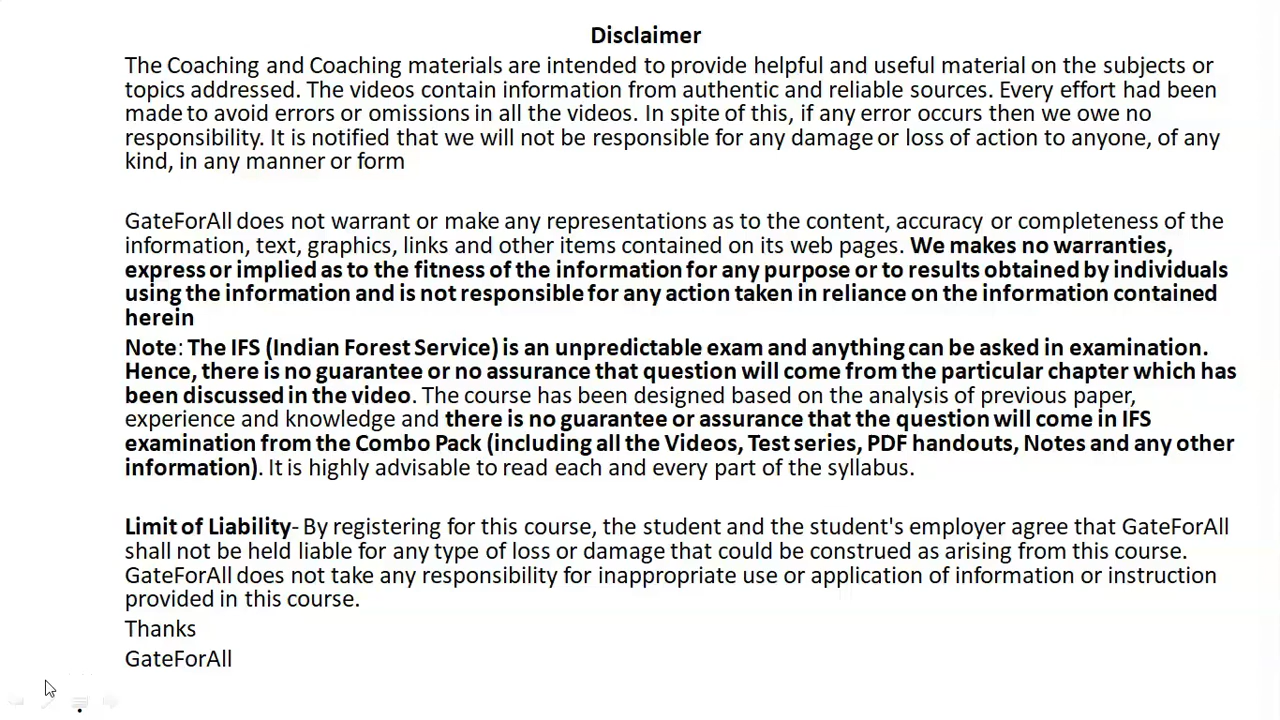 Disclaimer
The Coaching and Coaching materials are intended to provide helpful and useful material on the subjects or
topics addressed. The videos contain information from authentic and reliable sources. Every effort had been
made to avoid errors or omissions in all the videos. In spite of this, if any error occurs then we owe no
responsibility. It is notified that we will not be responsible for any damage or loss of action to anyone, of any
kind, in any manner or form
GateForAll does not warrant or make any representations as to the content, accuracy or completeness of the
information, text, graphics, links and other items contained on its web pages. We makes no warranties,
express or implied as to the fitness of the information for any purpose or to results obtained by individuals
using the information and is not responsible for any action taken in reliance on the information contained
herein
Note: The IFS (Indian Forest Service) is an unpredictable exam and anything can be asked in examination.
Hence, there is no guarantee or no assurance that question will come from the particular chapter which has
been discussed in the video. The course has been designed based on the analysis of previous paper,
experience and knowledge and there is no guarantee or assurance that the question will come in IFS
examination from the Combo Pack (including all the Videos, Test series, PDF handouts, Notes and any other
information). It is highly advisable to read each and every part of the syllabus.
Limit of Liability- By registering for this course, the student and the student's employer agree that GateForAll
shall not be held liable for any type of loss or damage that could be construed as arising from this course.
GateForAll does not take any responsibility for inappropriate use or application of information or instruction
provided in this course.
Thanks
GateForAll